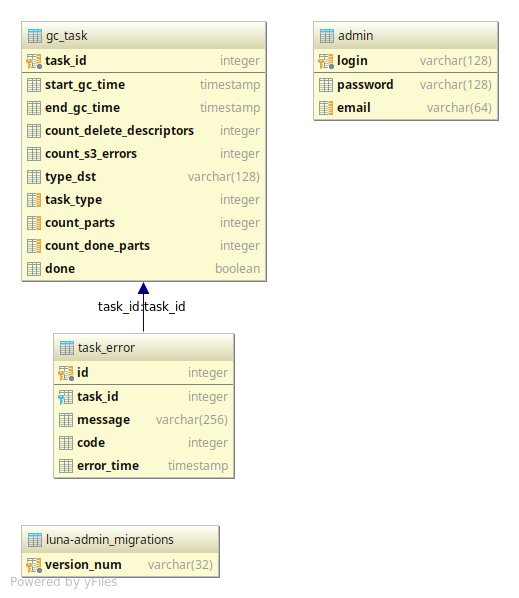 gc_task
task_id integer
start_gc_time timestamp
end_gc_time timestamp
count_delete_descriptors integer
count_s3_errors integer
type_dst varchar(128)
task_type integer
count_parts integer
count_done_parts integer
done boolean
admin
login varchar(128)
password varchar(128)
email varchar(64)
task_id:task_id
task_error
id integer
task_id integer
message varchar(256)
code integer
error_time timestamp
luna-admin_migrations
version_num varchar(32)
Powered by yFiles